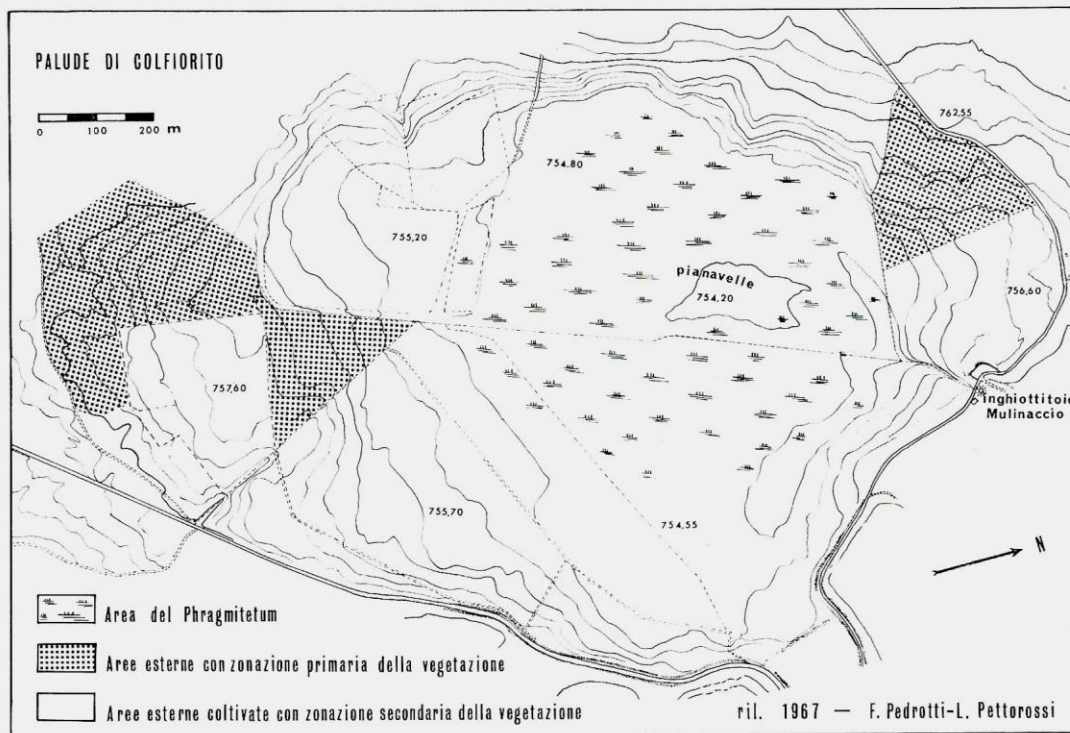 PALUDE DI COLFIORITO
0 100 200 m
762,55
754,80
755,20
pianavelle
754,20
756,60
757,60
Inghiottitoio
Mulinaccio
755,70
754,55
N
Area del Phragmitetum
Aree esterne con zonazione primaria della vegetazione
Aree esterne coltivate con zonazione secondaria della vegetazione
ril. 1967 — F. Pedrotti-L. Pettorossi